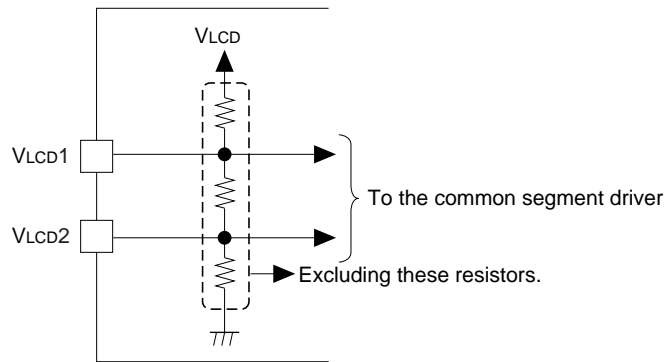 VLCD
VLCD1
To the common segment driver
VLCD2
Excluding these resistors.